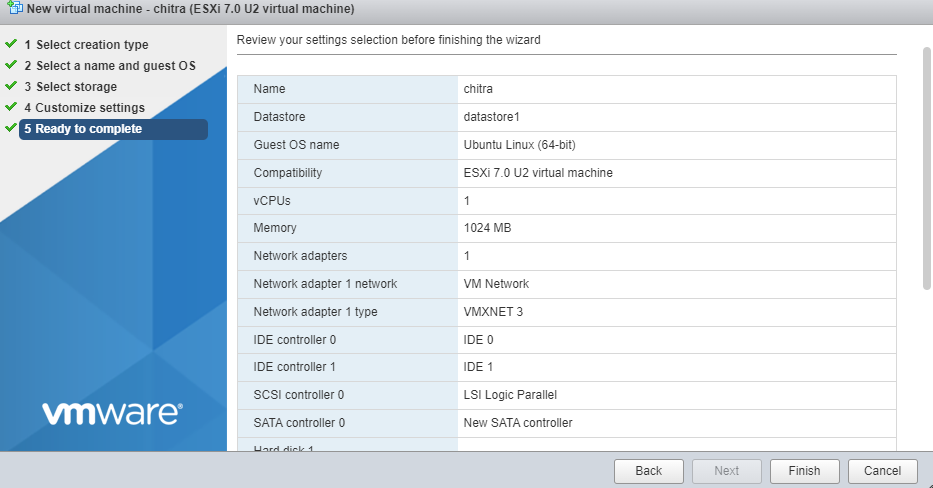 New virtual machine - chitra (ESXi 7.0 U2 virtual machine)
1 Select creation type
2 Select a name and guest OS
3 Select storage
4 Customize settings
5 Ready to complete
vmware®
Review your settings selection before finishing the wizard
Name chitra
Datastore datastore1
Guest OS name Ubuntu Linux (64-bit)
Compatibility ESXi 7.0 U2 virtual machine
vCPUs 1
Memory 1024 MB
Network adapters 1
Network adapter 1 network VM Network
Network adapter 1 type VMXNET 3
IDE controller 0 IDE 0
IDE controller 1 IDE 1
SCSI controller 0 LSI Logic Parallel
SATA controller 0 New SATA controller
Hard disk 1
Back Next Finish Cancel